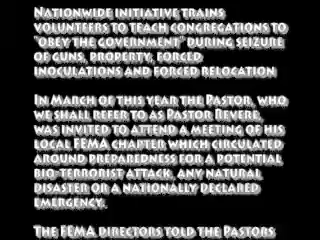 Nationwide initiative trains
volunteers to teach congregations to
"obey the government" during seizure
of guns, property, forced
inoculations and forced relocation
In March of this year the Pastor, who
we shall refer to as Pastor Revere,
was invited to attend a meeting of his
local FEMA chapter which circulated
around preparedness for a potential
bio-terrorist attack, any natural
disaster or a nationally declared
emergency.
The FEMA directors told the Pastors